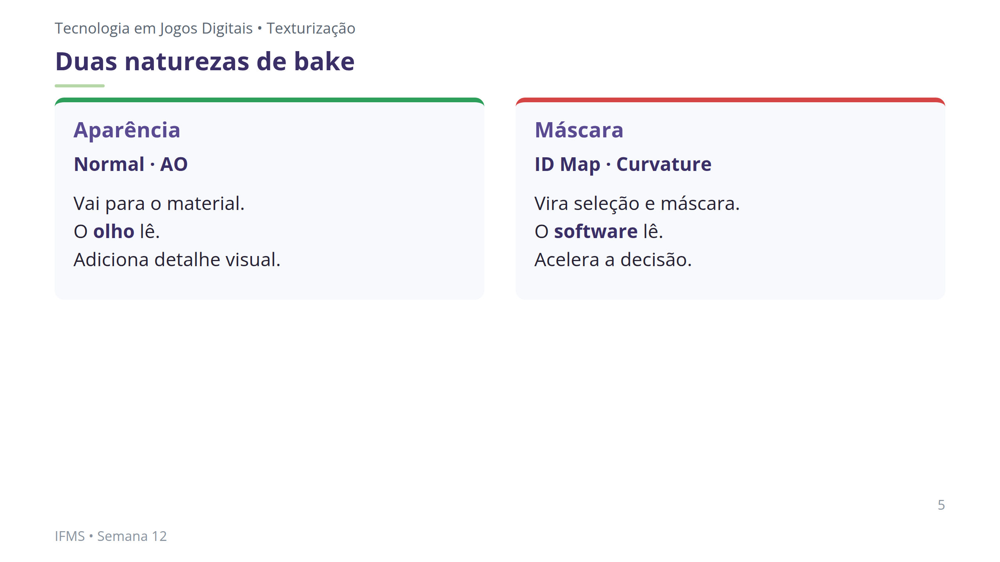 Tecnologia em Jogos Digitais • Texturização
Duas naturezas de bake
Aparência
Normal · AO
Vai para o material.
O olho lê.
Adiciona detalhe visual.
Máscara
ID Map · Curvature
Vira seleção e máscara.
O software lê.
Acelera a decisão.
5
IFMS • Semana 12